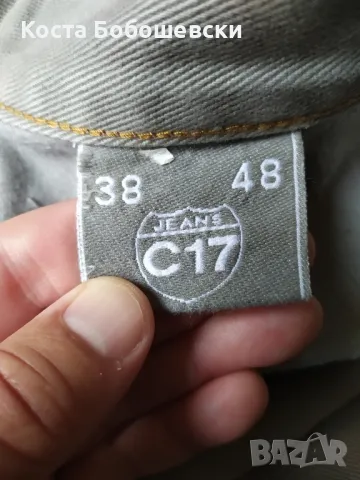 Коста Бобошевски
38 48
JEANS
C17
BAZAR